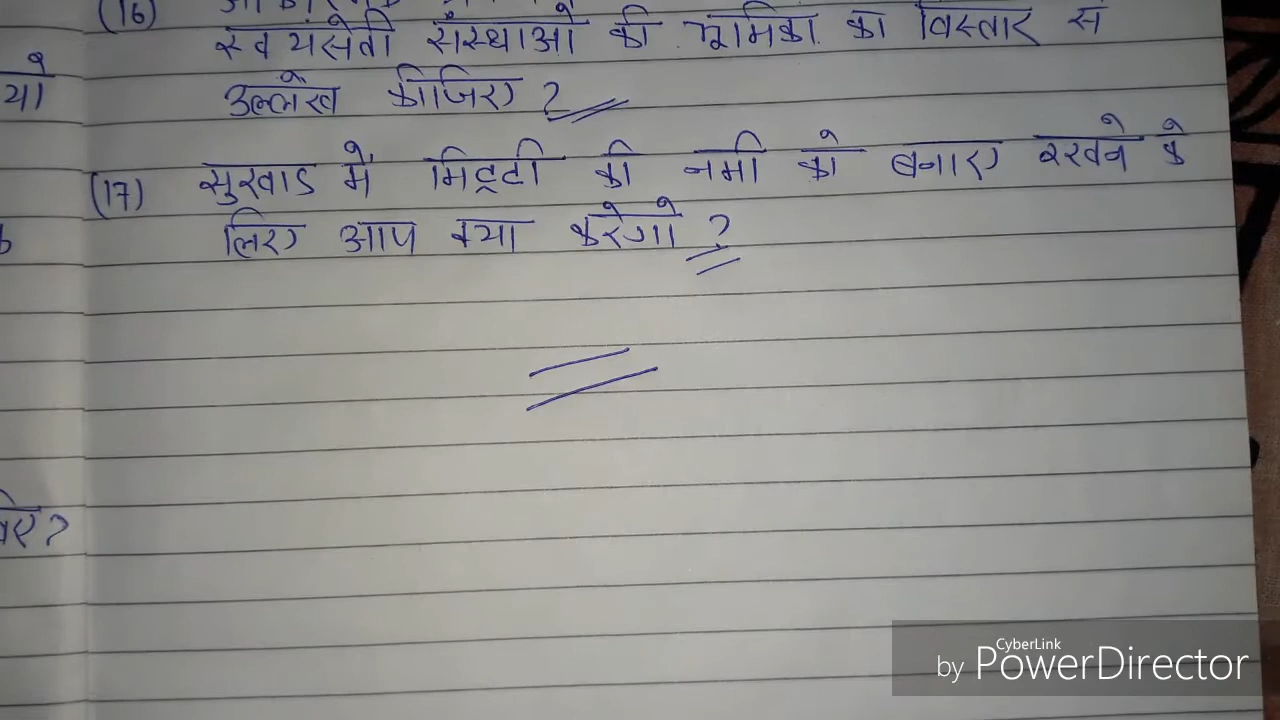 (16)
स्वयंसेवी संस्थाओ की भूमिका का विस्तार से
उल्लेख कीजिए ?
(17) सुखाड में मिट्टी की नमी को बनाए रखने के
लिए आप क्या करेगो ?
यो
CyberLink
by PowerDirector